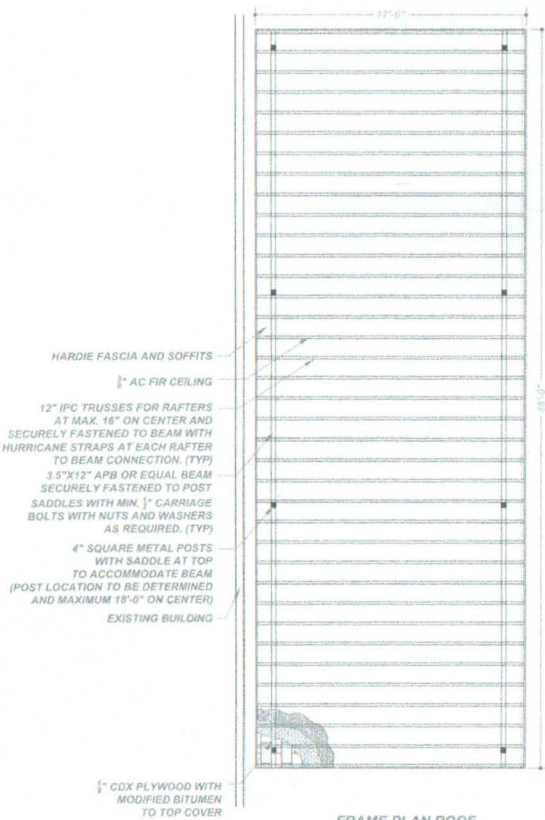 HARDIE FASCIA AND SOFFITS
AC FIR CEILING
12" IPC TRUSSES FOR RAFTERS
AT MAX. 16" ON CENTER AND
SECURELY FASTENED TO BEAM WITH
HURRICANE STRAPS AT EACH RAFTER
TO BEAM CONNECTION. (TYP)
3.5"X12" APB OR EQUAL BEAM
SECURELY FASTENED TO POST
SADDLES WITH MIN. ½" CARRIAGE
BOLTS WITH NUTS AND WASHERS
AS REQUIRED. (TYP)
4" SQUARE METAL POSTS
WITH SADDLE AT TOP
TO ACCOMMODATE BEAM
(POST LOCATION TO BE DETERMINED
AND MAXIMUM 18'-0" ON CENTER)
EXISTING BUILDING
CDX PLYWOOD WITH
MODIFIED BITUMEN
TO TOP COVER
FRAME PLAN ROOF